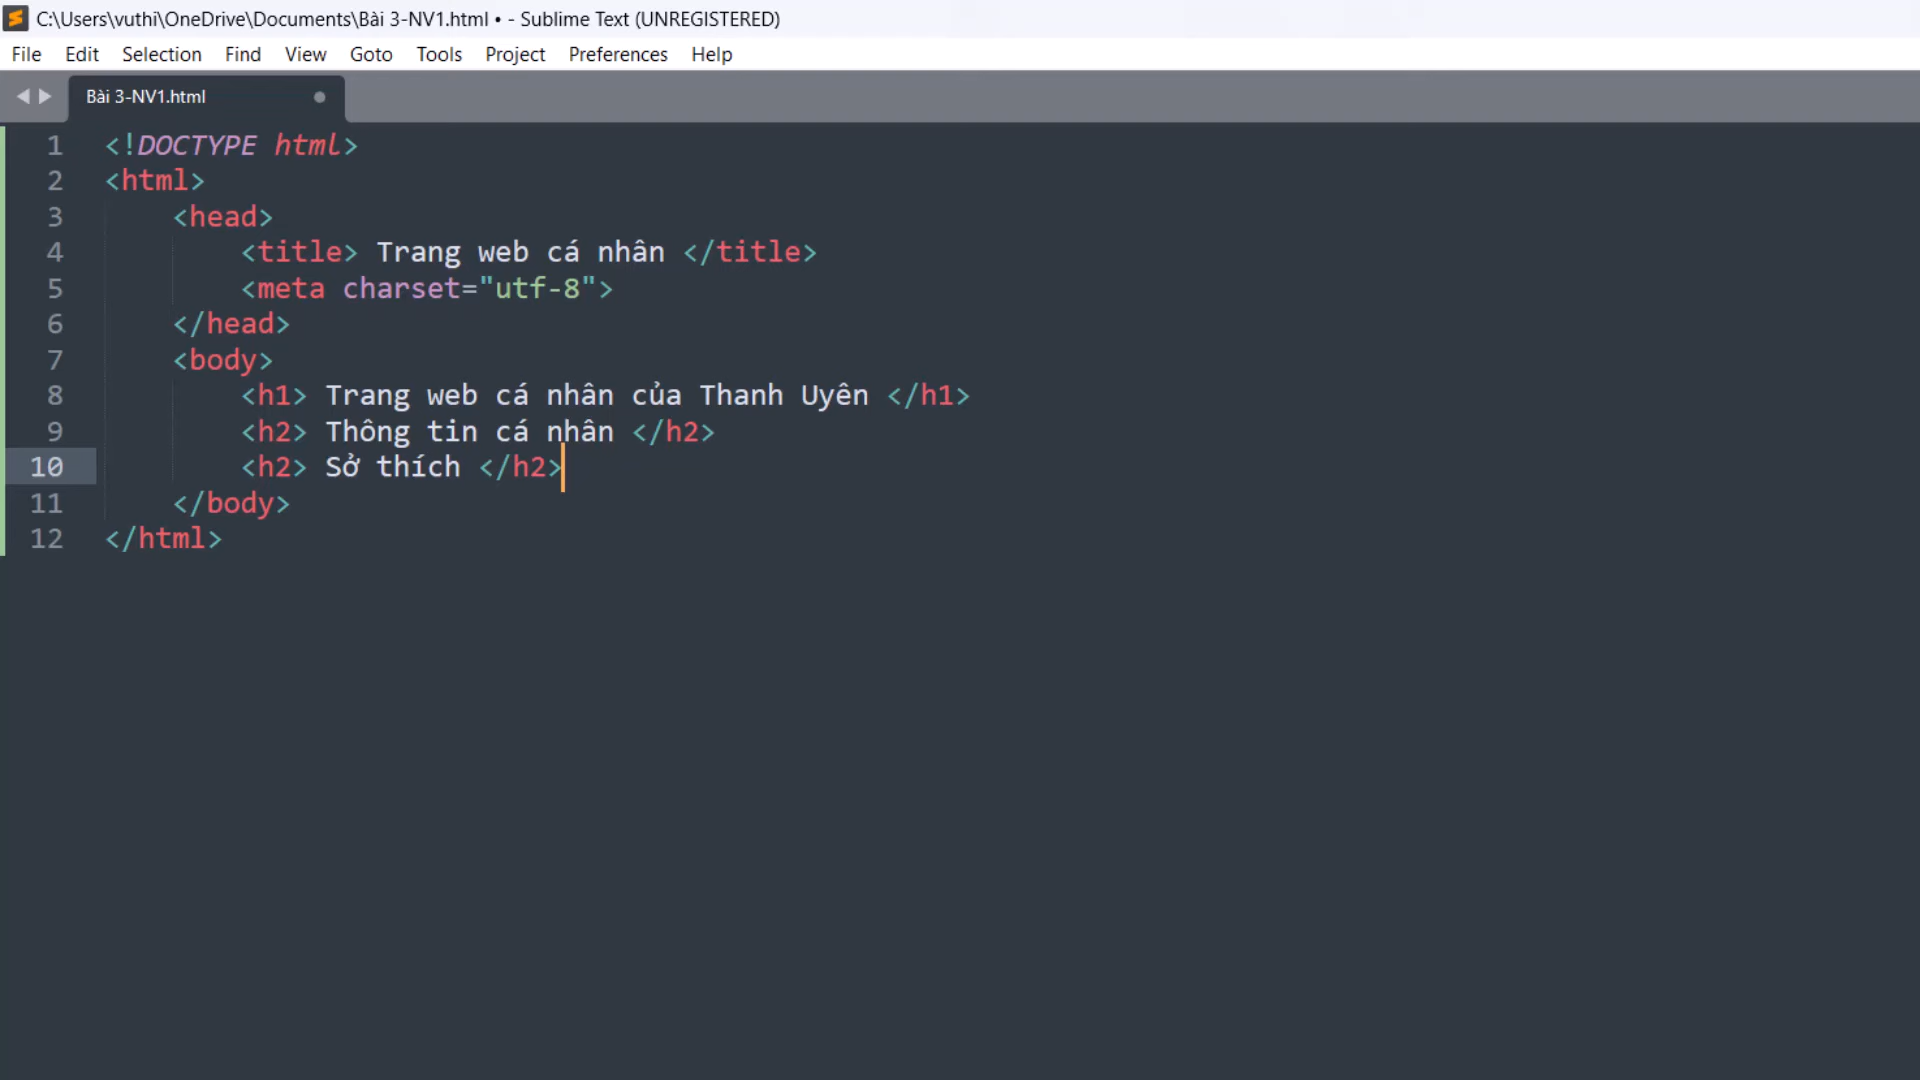 C:\Users\vuthi\OneDrive\Documents\Bài 3-NV1.html • - Sublime Text (UNREGISTERED)
File Edit Selection Find View Goto Tools Project Preferences Help
Bài 3-NV1.html
1 <!DOCTYPE html>
2 <html>
3 <head>
4 <title> Trang web cá nhân </title>
5 <meta charset="utf-8">
6 </head>
7 <body>
8 <h1> Trang web cá nhân của Thanh Uyên </h1>
9 <h2> Thông tin cá nhân </h2>
10 <h2> Sở thích </h2>
11 </body>
12 </html>